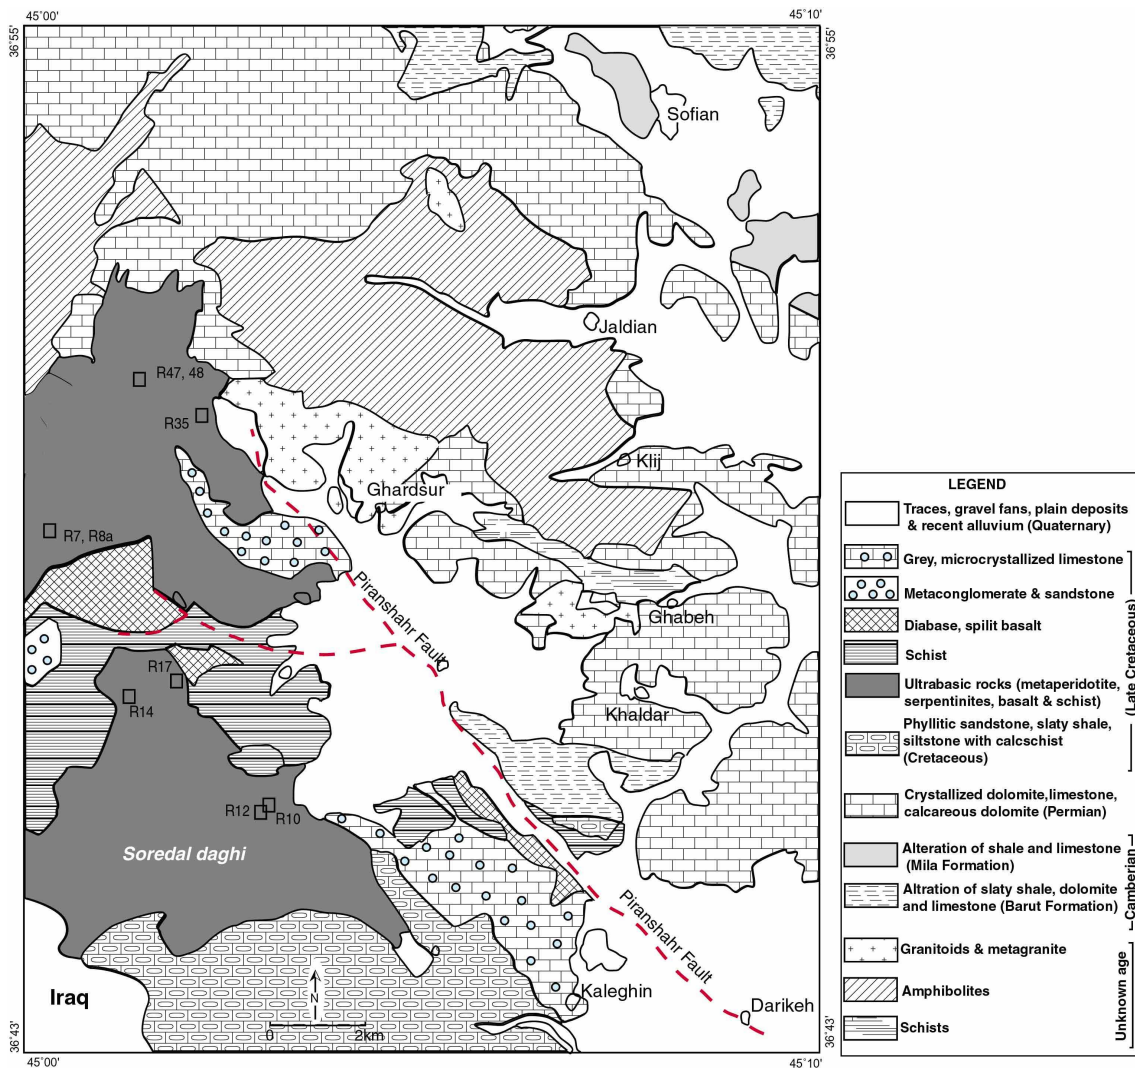 45°00'
45°10'
36°55'
36°55'
Sofian
Jaldian
R47, 48
R35
Klij
Ghardsur
R7, R8a
Piranshahr Fault
Ghabeh
R17
R14
Khaldar
R12
R10
Soredal daghi
Piranshahr Fault
Iraq
N
0
2km
Kaleghin
Darikeh
36°43'
36°43'
45°00'
45°10'
LEGEND
Traces, gravel fans, plain deposits
& recent alluvium (Quaternary)
Grey, microcrystallized limestone
Metaconglomerate & sandstone
Diabase, spilit basalt
Schist
Ultrabasic rocks (metaperidotite,
serpentinites, basalt & schist)
Phyllitic sandstone, slaty shale,
siltstone with calcschist
(Cretaceous)
(Late Cretaceous)
Crystallized dolomite,limestone,
calcareous dolomite (Permian)
Alteration of shale and limestone
(Mila Formation)
Altration of slaty shale, dolomite
and limestone (Barut Formation)
Camberian
Granitoids & metagranite
Amphibolites
Schists
Unknown age